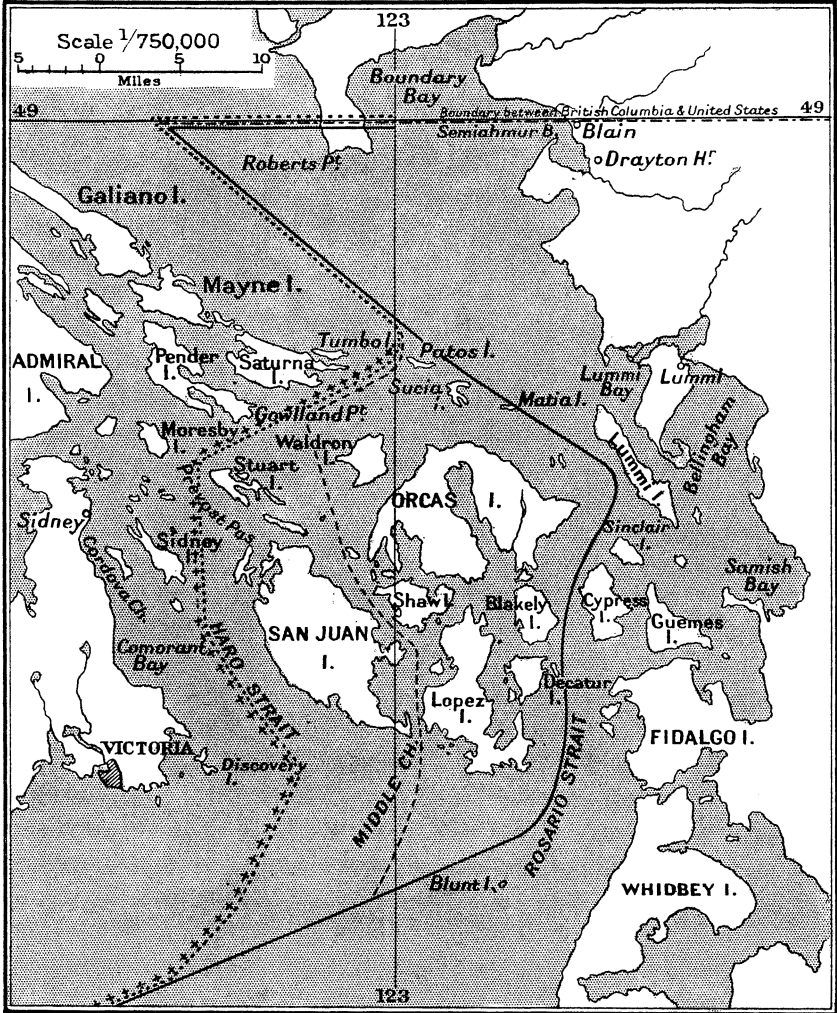 123
Scale 1/750,000
5 0 5 10
Miles
Boundary
Bay
49
Boundary between British Columbia & United States
49
Semiahmur B.
Blain
Roberts Pt.
Drayton Hr.
Galiano I.
Mayne I.
Tumbo I.
Patos I.
ADMIRAL
I.
Pender
I.
Saturna
I.
Sucia
I.
Matia I.
Lummi
Bay
Lummi
Gowlland Pt
Moresby
I.
Waldron
I.
Stuart
I.
Prevost Pas.
Lummi I.
Bellingham
Bay
ORCAS I.
Sidney
Sidney
I.
Cordova Ch.
Sinclair
I.
Samish
Bay
Shaw I.
Blakely
I.
Cypress
I.
Guemes
I.
SAN JUAN
I.
HARO STRAIT
Comorant
Bay
Decatur
I.
Lopez
I.
VICTORIA
Discovery
I.
FIDALGO I.
MIDDLE CH.
ROSARIO STRAIT
Blunt I.
WHIDBEY I.
123